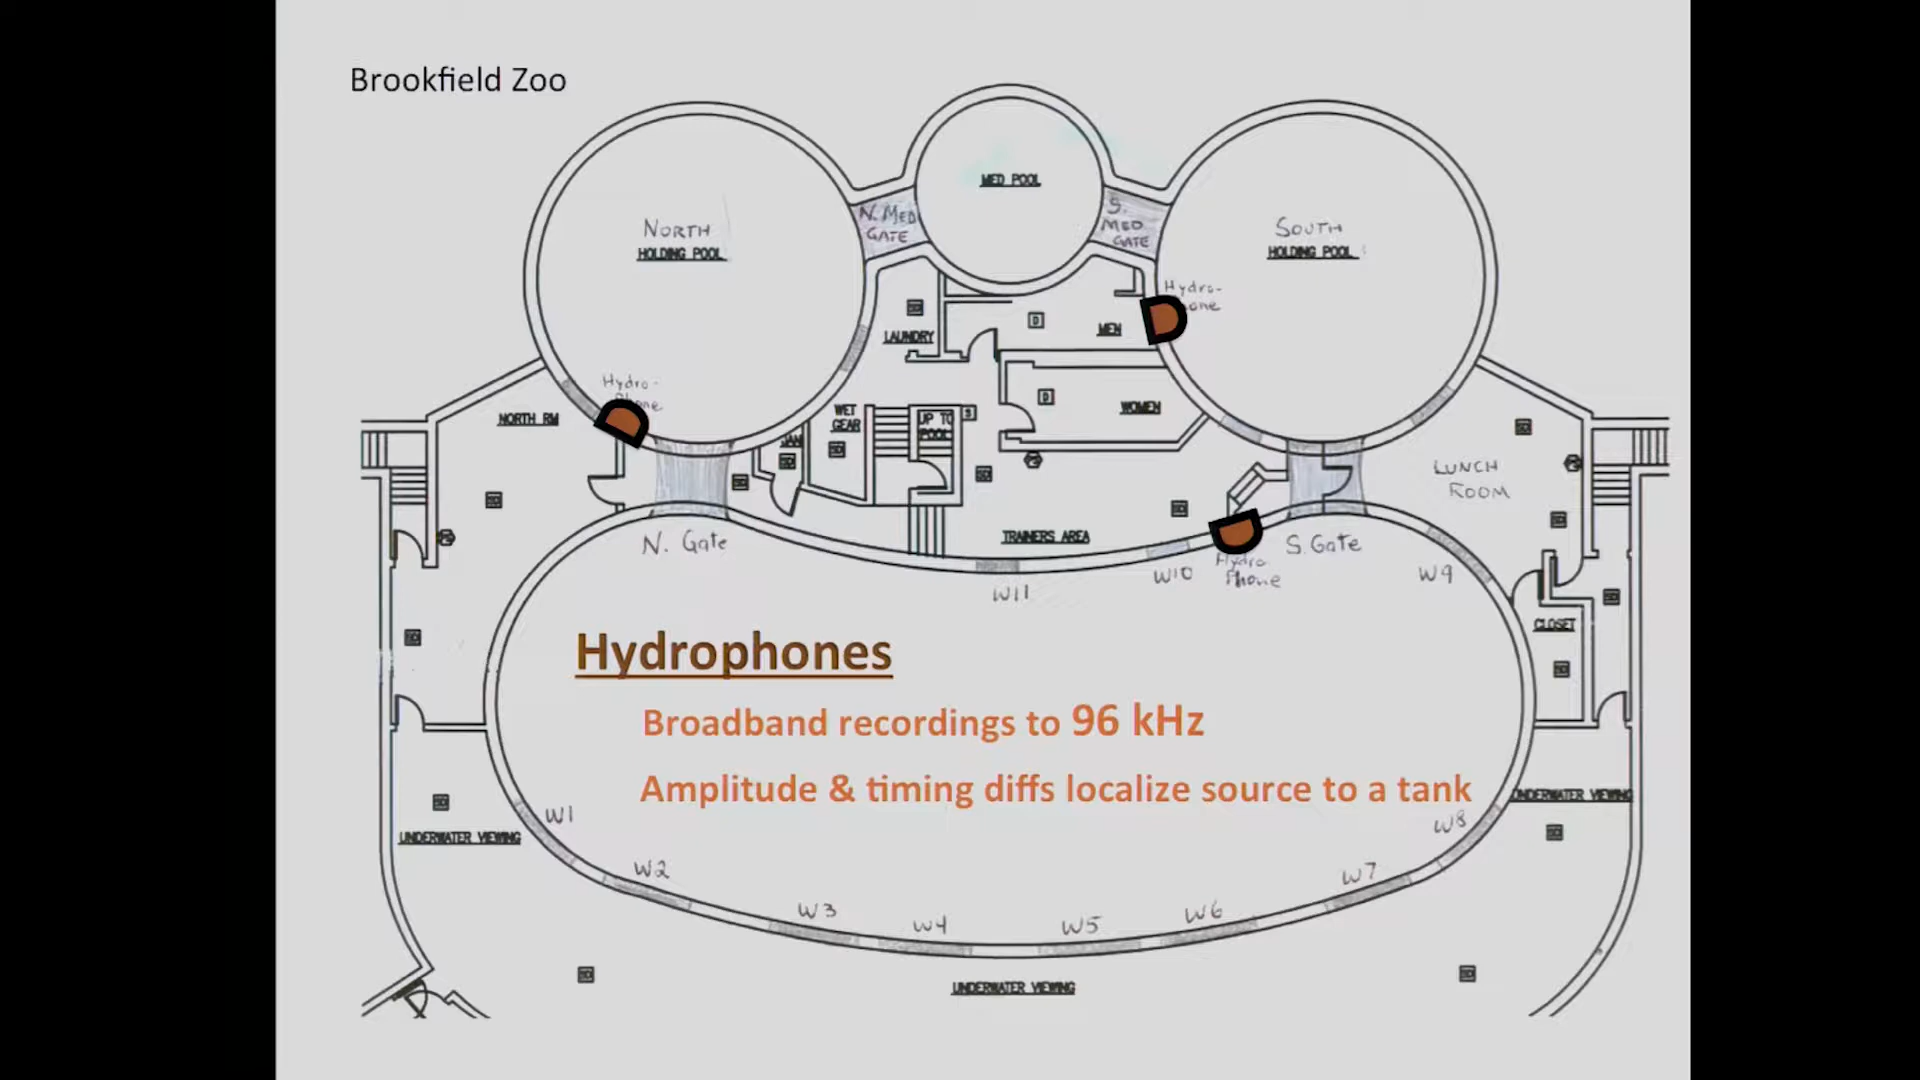 Brookfield Zoo
MED POOL
NORTH
HOLDING POOL
N. MED
GATE
S.
MED
GATE
SOUTH
HOLDING POOL
Hydro-
one
LAUNDRY
MEN
D
Hydro-
Phone
NORTH RM
WET
GEAR
UP TO
POOL
S
D
WOMEN
JAN
LUNCH
ROOM
TRAINERS AREA
N. Gate
S. Gate
W11
W10
Hydro
Phone
W9
CLOSET
Hydrophones
Broadband recordings to 96 kHz
Amplitude & timing diffs localize source to a tank
UNDERWATER VIEWING
UNDERWATER VIEWING
W1
W2
W3
W4
W5
W6
W7
W8
UNDERWATER VIEWING